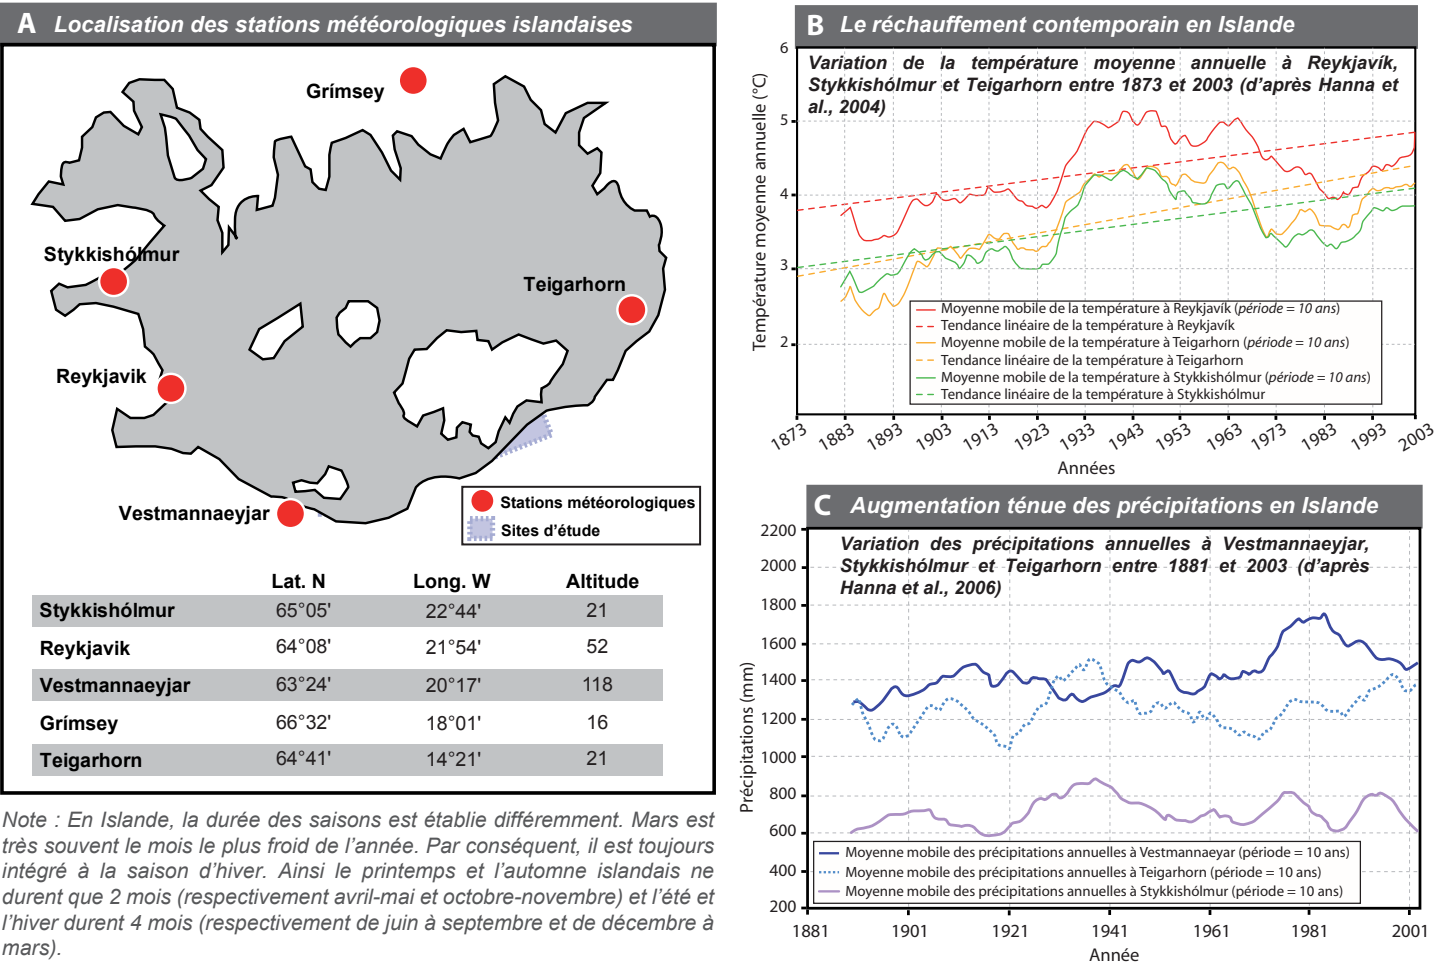 A Localisation des stations météorologiques islandaises
Grímsey
Stykkishólmur
Teigarhorn
Reykjavik
Vestmannaeyjar
Stations météorologiques
Sites d'étude
Lat. N Long. W Altitude
Stykkishólmur 65°05' 22°44' 21
Reykjavik 64°08' 21°54' 52
Vestmannaeyjar 63°24' 20°17' 118
Grímsey 66°32' 18°01' 16
Teigarhorn 64°41' 14°21' 21
Note : En Islande, la durée des saisons est établie différemment. Mars est
très souvent le mois le plus froid de l'année. Par conséquent, il est toujours
intégré à la saison d'hiver. Ainsi le printemps et l'automne islandais ne
durent que 2 mois (respectivement avril-mai et octobre-novembre) et l'été et
l'hiver durent 4 mois (respectivement de juin à septembre et de décembre à
mars).
B Le réchauffement contemporain en Islande
Variation de la température moyenne annuelle à Reykjavík,
Stykkishólmur et Teigarhorn entre 1873 et 2003 (d'après Hanna et
al., 2004)
Température moyenne annuelle (°C)
6
5
4
3
2
Moyenne mobile de la température à Reykjavík (période = 10 ans)
Tendance linéaire de la température à Reykjavík
Moyenne mobile de la température à Teigarhorn (période = 10 ans)
Tendance linéaire de la température à Teigarhorn
Moyenne mobile de la température à Stykkishólmur (période = 10 ans)
Tendance linéaire de la température à Stykkishólmur
1873 1883 1893 1903 1913 1923 1933 1943 1953 1963 1973 1983 1993 2003
Années
C Augmentation ténue des précipitations en Islande
Variation des précipitations annuelles à Vestmannaeyjar,
Stykkishólmur et Teigarhorn entre 1881 et 2003 (d'après
Hanna et al., 2006)
Précipitations (mm)
2200
2000
1800
1600
1400
1200
1000
800
600
400
200
Moyenne mobile des précipitations annuelles à Vestmannaeyar (période = 10 ans)
Moyenne mobile des précipitations annuelles à Teigarhorn (période = 10 ans)
Moyenne mobile des précipitations annuelles à Stykkishólmur (période = 10 ans)
1881 1901 1921 1941 1961 1981 2001
Année